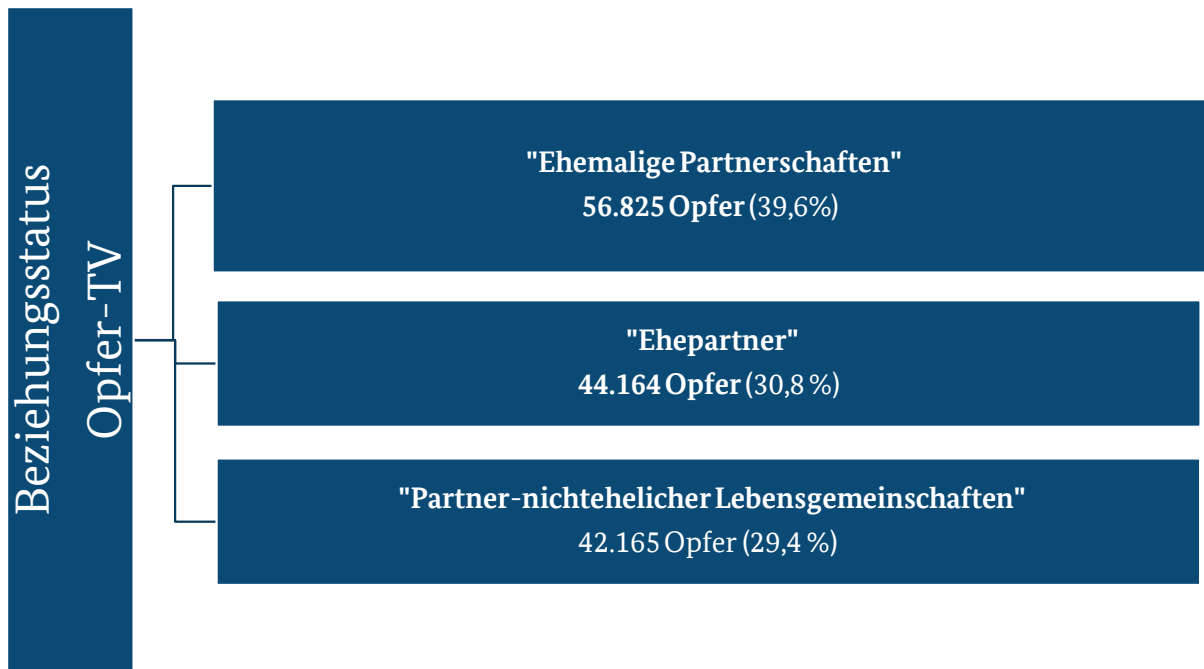 Beziehungsstatus
Opfer-TV
"Ehemalige Partnerschaften"
56.825 Opfer (39,6%)
"Ehepartner"
44.164 Opfer (30,8 %)
"Partner-nichtehelicher Lebensgemeinschaften"
42.165 Opfer (29,4 %)